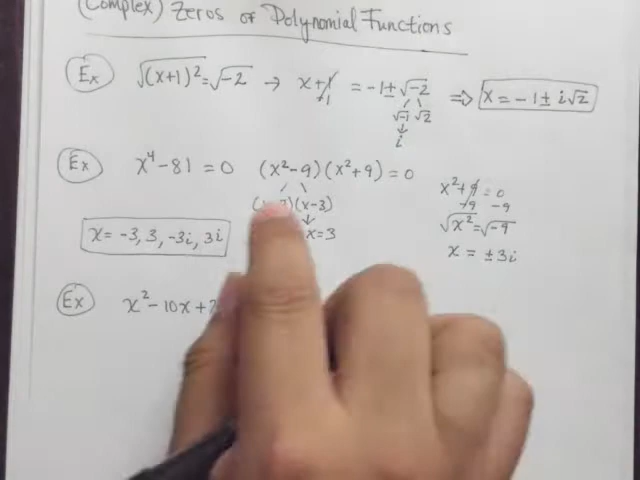 (Complex) Zeros of Polynomial Functions
Ex √(x+1)² = √-2 → x+1 = -1±√-2 ⇒ x = -1 ± i√2
-1 √-1 √2
i
Ex x⁴ - 81 = 0 (x² - 9)(x² + 9) = 0
(x-3)
x = 3
x = -3, 3, -3i, 3i
x² + 9 = 0
-9 -9
√x² = √-9
x = ±3i
Ex x² - 10x + 2